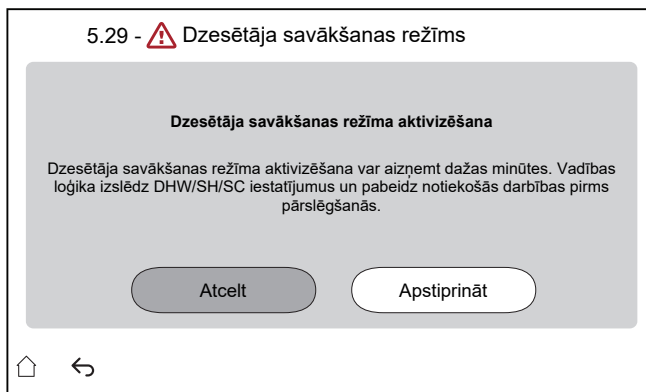 5.29 - Dzesētāja savākšanas režīms
Dzesētāja savākšanas režīma aktivizēšana
Dzesētāja savākšanas režīma aktivizēšana var aizņemt dažas minūtes. Vadības
loģika izslēdz DHW/SH/SC iestatījumus un pabeidz notiekošās darbības pirms
pārslēgšanās.
Atcelt
Apstiprināt